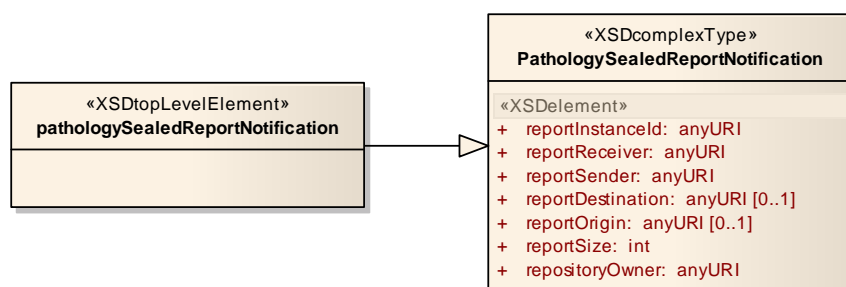 «XSDtopLevelElement»
pathologySealedReportNotification
«XSDcomplexType»
PathologySealedReportNotification
«XSDelement»
+ reportInstanceId: anyURI
+ reportReceiver: anyURI
+ reportSender: anyURI
+ reportDestination: anyURI [0..1]
+ reportOrigin: anyURI [0..1]
+ reportSize: int
+ repositoryOwner: anyURI